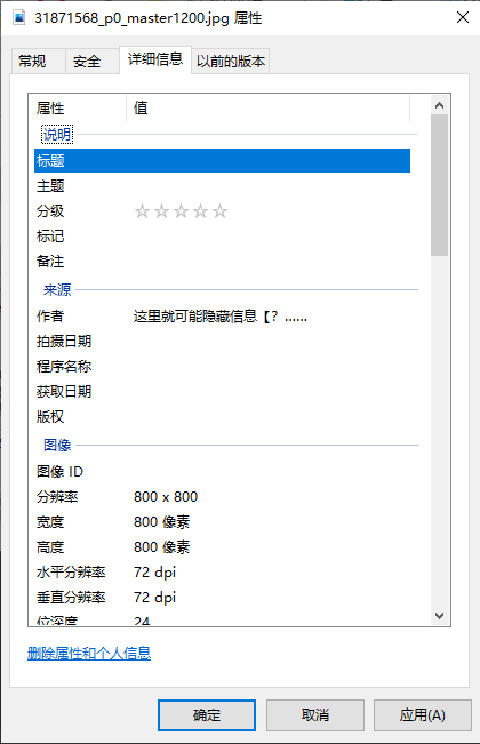 31871568_p0_master1200.jpg 属性
常规 安全 详细信息 以前的版本
属性 值
说明
标题
主题
分级 ☆☆☆☆☆
标记
备注
来源
作者 这里就可能隐藏信息【? ……
拍摄日期
程序名称
获取日期
版权
图像
图像 ID
分辨率 800 x 800
宽度 800 像素
高度 800 像素
水平分辨率 72 dpi
垂直分辨率 72 dpi
位深度 24
删除属性和个人信息
确定 取消 应用(A)